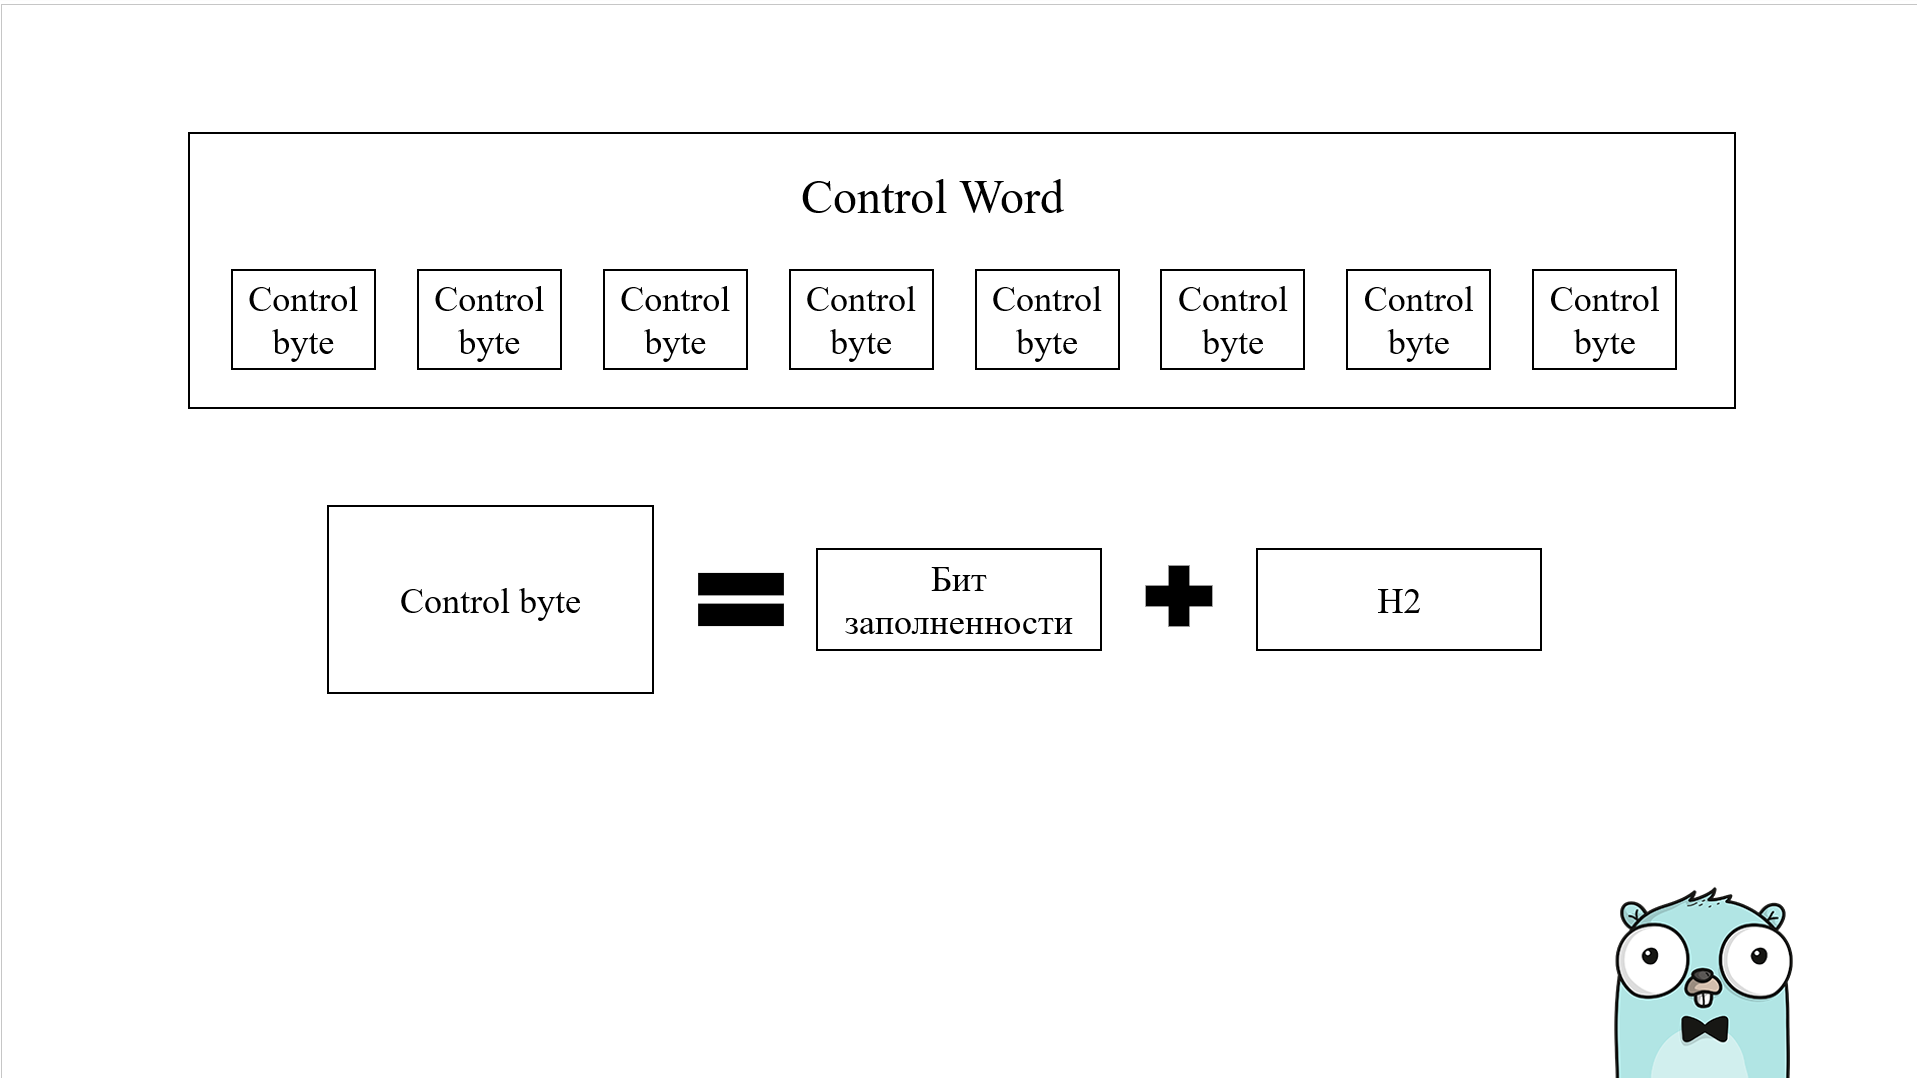 Control Word
Control Control Control Control Control Control Control Control
byte byte byte byte byte byte byte byte
Control byte
Бит
заполненности
H2